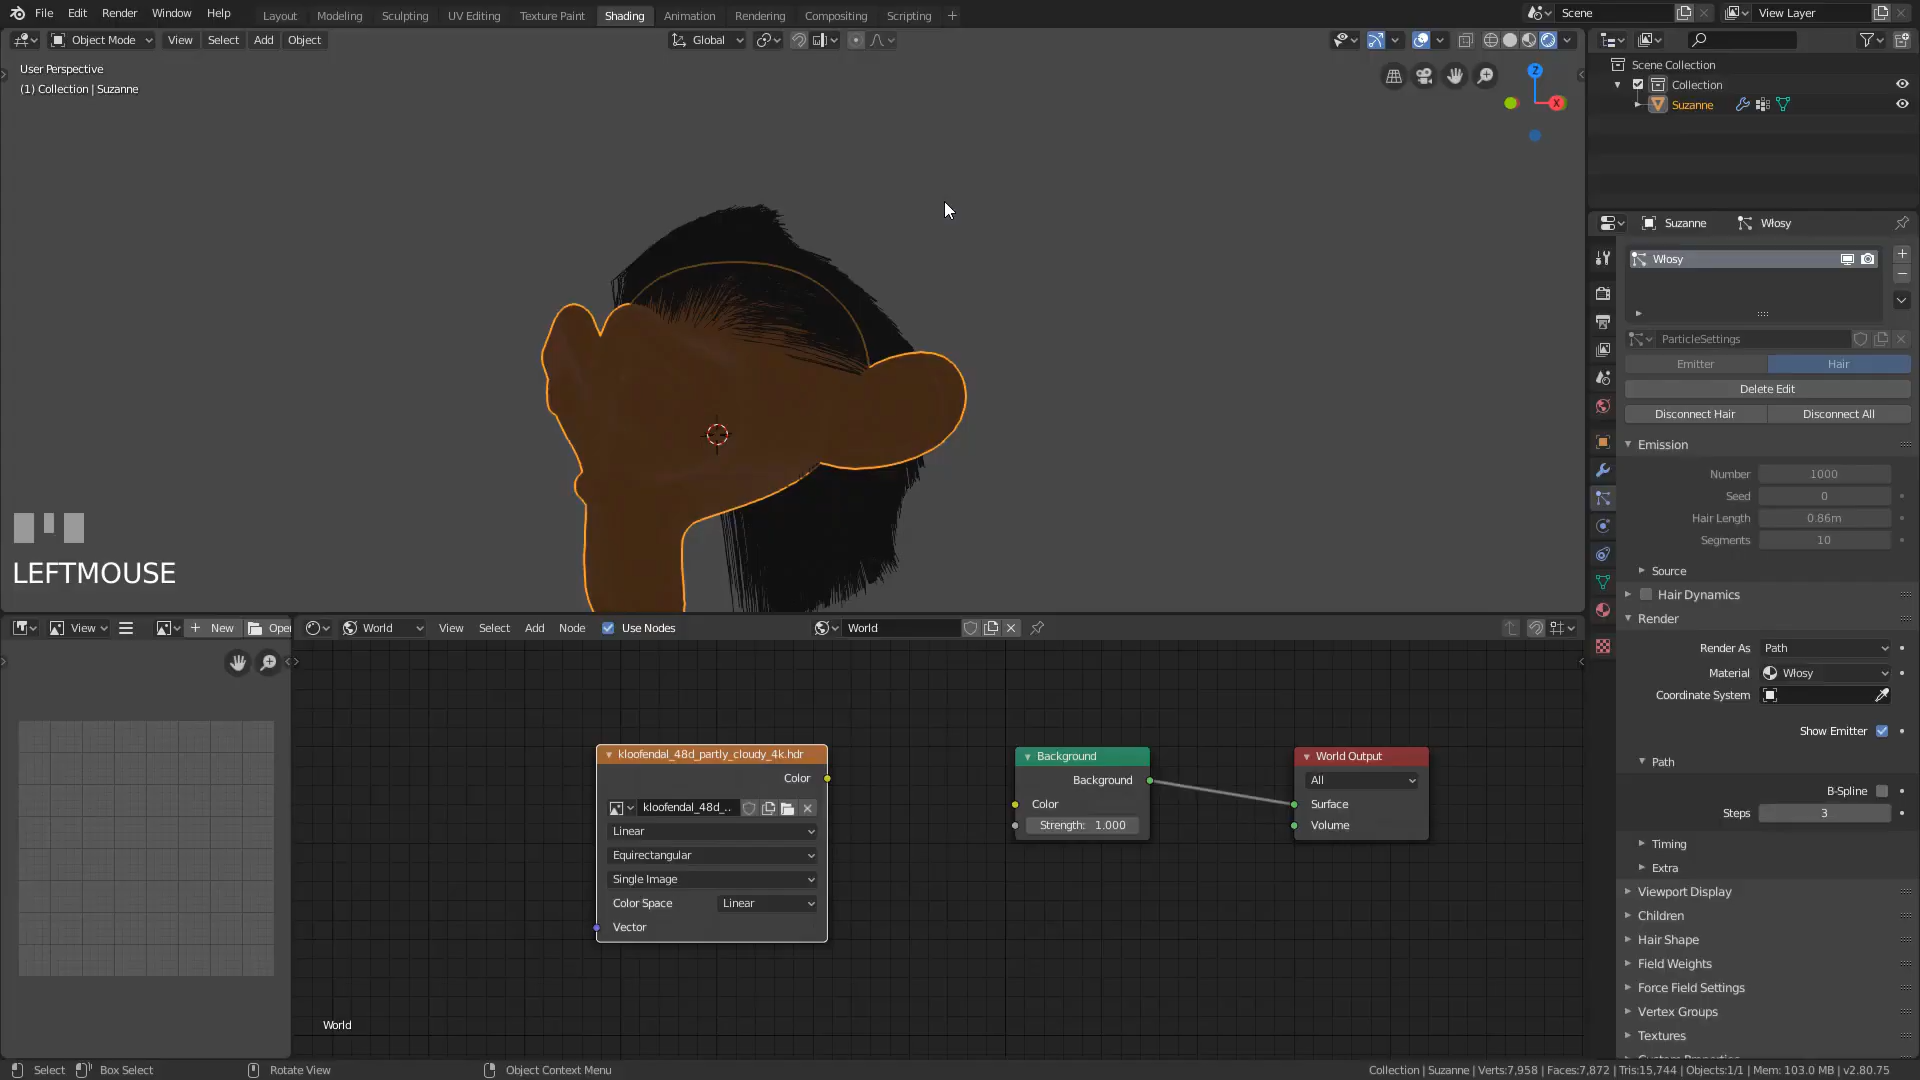 File Edit Render Window Help Layout Modeling Sculpting UV Editing Texture Paint Shading Animation Rendering Compositing Scripting + Scene View Layer
Object Mode View Select Add Object Global
User Perspective
(1) Collection | Suzanne
Z
X
LEFTMOUSE
Scene Collection
Collection
Suzanne
Suzanne Włosy
Włosy
ParticleSettings
Emitter Hair
Delete Edit
Disconnect Hair Disconnect All
Emission
Number 1000
Seed 0
Hair Length 0.86m
Segments 10
Source
Hair Dynamics
Render
Render As Path
Material Włosy
Coordinate System
Show Emitter
Path
B-Spline
Steps 3
Timing
Extra
Viewport Display
Children
Hair Shape
Field Weights
Force Field Settings
Vertex Groups
Textures
View New Open
World View Select Add Node Use Nodes World
kloofendal_48d_partly_cloudy_4k.hdr
Color
kloofendal_48d_..
Linear
Equirectangular
Single Image
Color Space Linear
Vector
Background
Background
Color
Strength: 1.000
World Output
All
Surface
Volume
World
Select Box Select Rotate View Object Context Menu Collection | Suzanne | Verts:7,958 | Faces:7,872 | Tris:15,744 | Objects:1/1 | Mem: 103.0 MB | v2.80.75